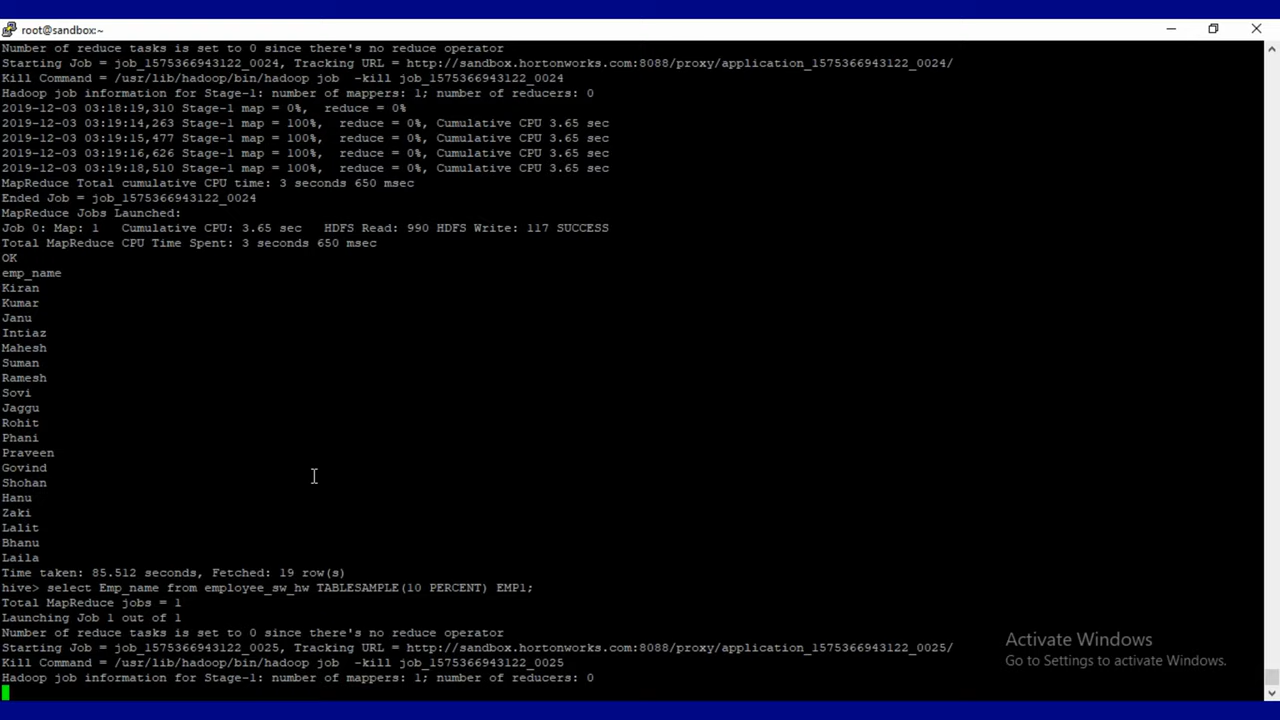 root@sandbox:~
Number of reduce tasks is set to 0 since there's no reduce operator
Starting Job = job_1575366943122_0024, Tracking URL = http://sandbox.hortonworks.com:8088/proxy/application_1575366943122_0024/
Kill Command = /usr/lib/hadoop/bin/hadoop job  -kill job_1575366943122_0024
Hadoop job information for Stage-1: number of mappers: 1; number of reducers: 0
2019-12-03 03:18:19,310 Stage-1 map = 0%,  reduce = 0%
2019-12-03 03:19:14,263 Stage-1 map = 100%,  reduce = 0%, Cumulative CPU 3.65 sec
2019-12-03 03:19:15,477 Stage-1 map = 100%,  reduce = 0%, Cumulative CPU 3.65 sec
2019-12-03 03:19:16,626 Stage-1 map = 100%,  reduce = 0%, Cumulative CPU 3.65 sec
2019-12-03 03:19:18,510 Stage-1 map = 100%,  reduce = 0%, Cumulative CPU 3.65 sec
MapReduce Total cumulative CPU time: 3 seconds 650 msec
Ended Job = job_1575366943122_0024
MapReduce Jobs Launched:
Job 0: Map: 1   Cumulative CPU: 3.65 sec   HDFS Read: 990 HDFS Write: 117 SUCCESS
Total MapReduce CPU Time Spent: 3 seconds 650 msec
OK
emp_name
Kiran
Kumar
Janu
Intiaz
Mahesh
Suman
Ramesh
Sovi
Jaggu
Rohit
Phani
Praveen
Govind
Shohan
Hanu
Zaki
Lalit
Bhanu
Laila
Time taken: 85.512 seconds, Fetched: 19 row(s)
hive> select Emp_name from employee_sw_hw TABLESAMPLE(10 PERCENT) EMP1;
Total MapReduce jobs = 1
Launching Job 1 out of 1
Number of reduce tasks is set to 0 since there's no reduce operator
Starting Job = job_1575366943122_0025, Tracking URL = http://sandbox.hortonworks.com:8088/proxy/application_1575366943122_0025/
Kill Command = /usr/lib/hadoop/bin/hadoop job  -kill job_1575366943122_0025
Hadoop job information for Stage-1: number of mappers: 1; number of reducers: 0
Activate Windows
Go to Settings to activate Windows.